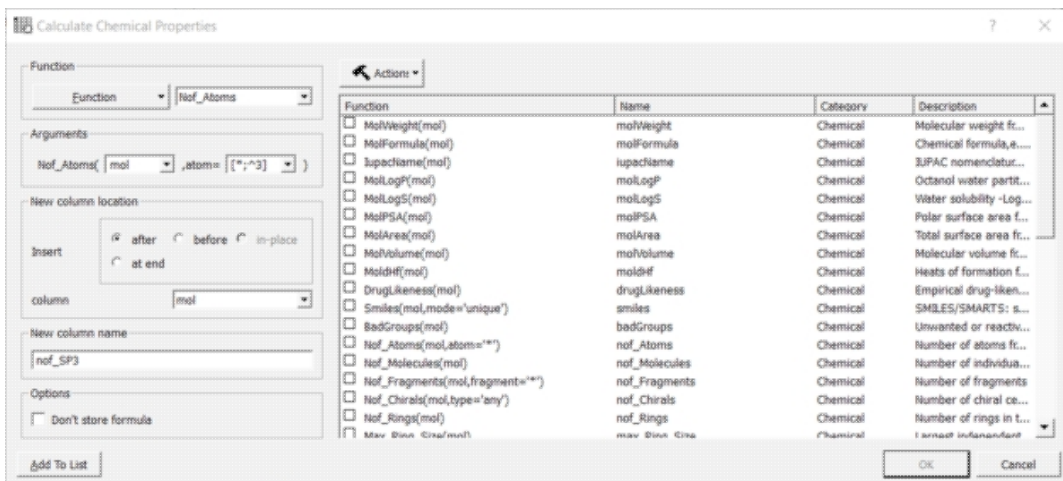 Calculate Chemical Properties ? ×
Function
Function Nof_Atoms
Arguments
Nof_Atoms( mol ,atom= [*;^3] )
New column location
Insert after before in-place
at end
column mol
New column name
nof_SP3
Options
Don't store formula
Add To List
Actions
Function Name Category Description
MolWeight(mol) molWeight Chemical Molecular weight fr...
MolFormula(mol) molFormula Chemical Chemical formula,e....
IupacName(mol) iupacName Chemical IUPAC nomenclatur...
MolLogP(mol) molLogP Chemical Octanol water partit...
MolLogS(mol) molLogS Chemical Water solubility -Log...
MolPSA(mol) molPSA Chemical Polar surface area f...
MolArea(mol) molArea Chemical Total surface area fr...
MolVolume(mol) molVolume Chemical Molecular volume fr...
MoldHf(mol) moldHf Chemical Heats of formation f...
DrugLikeness(mol) drugLikeness Chemical Empirical drug-liken...
Smiles(mol,mode='unique') smiles Chemical SMILES/SMARTS: s...
BadGroups(mol) badGroups Chemical Unwanted or reactiv...
Nof_Atoms(mol,atom='*') nof_Atoms Chemical Number of atoms fr...
Nof_Molecules(mol) nof_Molecules Chemical Number of individua...
Nof_Fragments(mol,fragment='*') nof_Fragments Chemical Number of fragments
Nof_Chirals(mol,type='any') nof_Chirals Chemical Number of chiral ce...
Nof_Rings(mol) nof_Rings Chemical Number of rings in t...
Max_Ring_Size(mol) max_Ring_Size Chemical Largest independent
OK Cancel